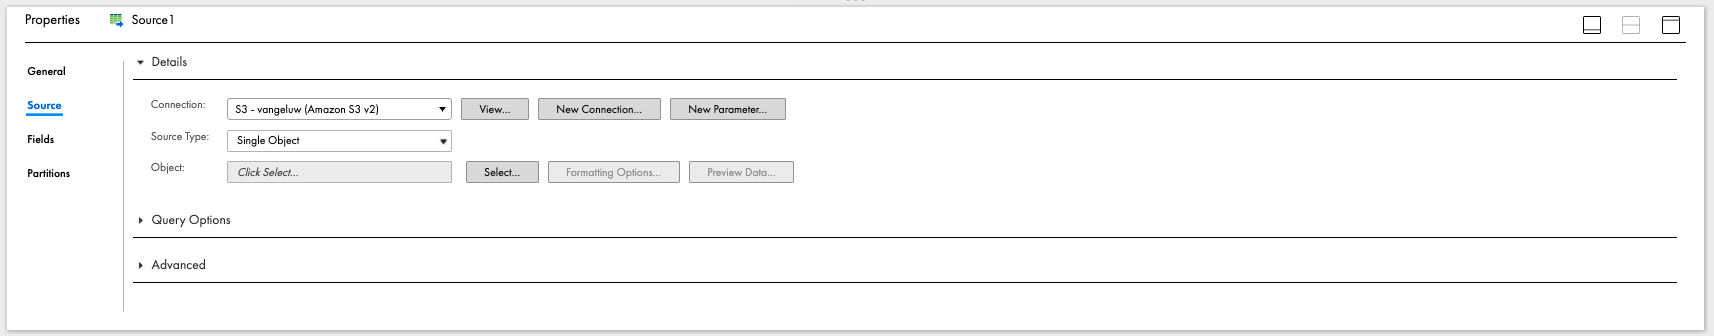 Properties Source1
General
Source
Fields
Partitions
Details
Connection: S3 - vangeluw (Amazon S3 v2) View... New Connection... New Parameter...
Source Type: Single Object
Object: Click Select... Select... Formatting Options... Preview Data...
Query Options
Advanced